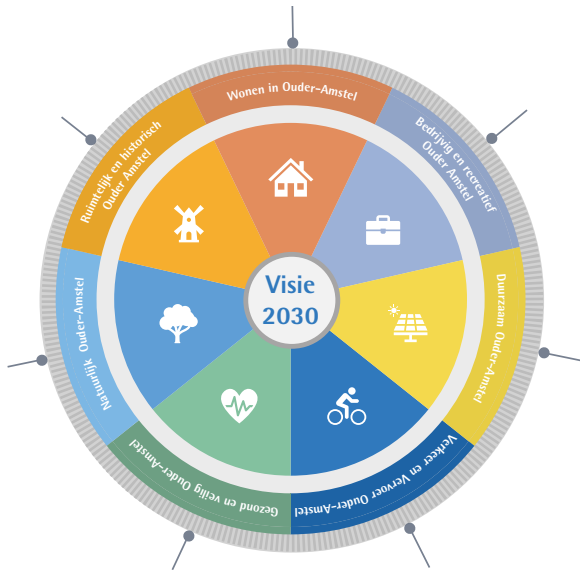 Wonen in Ouder-Amstel
Bedrijvig en recreatief
Ouder Amstel
Duurzaam Ouder-Amstel
Verkeer en Vervoer Ouder-Amstel
Gezond en veilig Ouder-Amstel
Natuurlijk Ouder-Amstel
Ruimtelijk en historisch
Ouder Amstel
Visie
2030